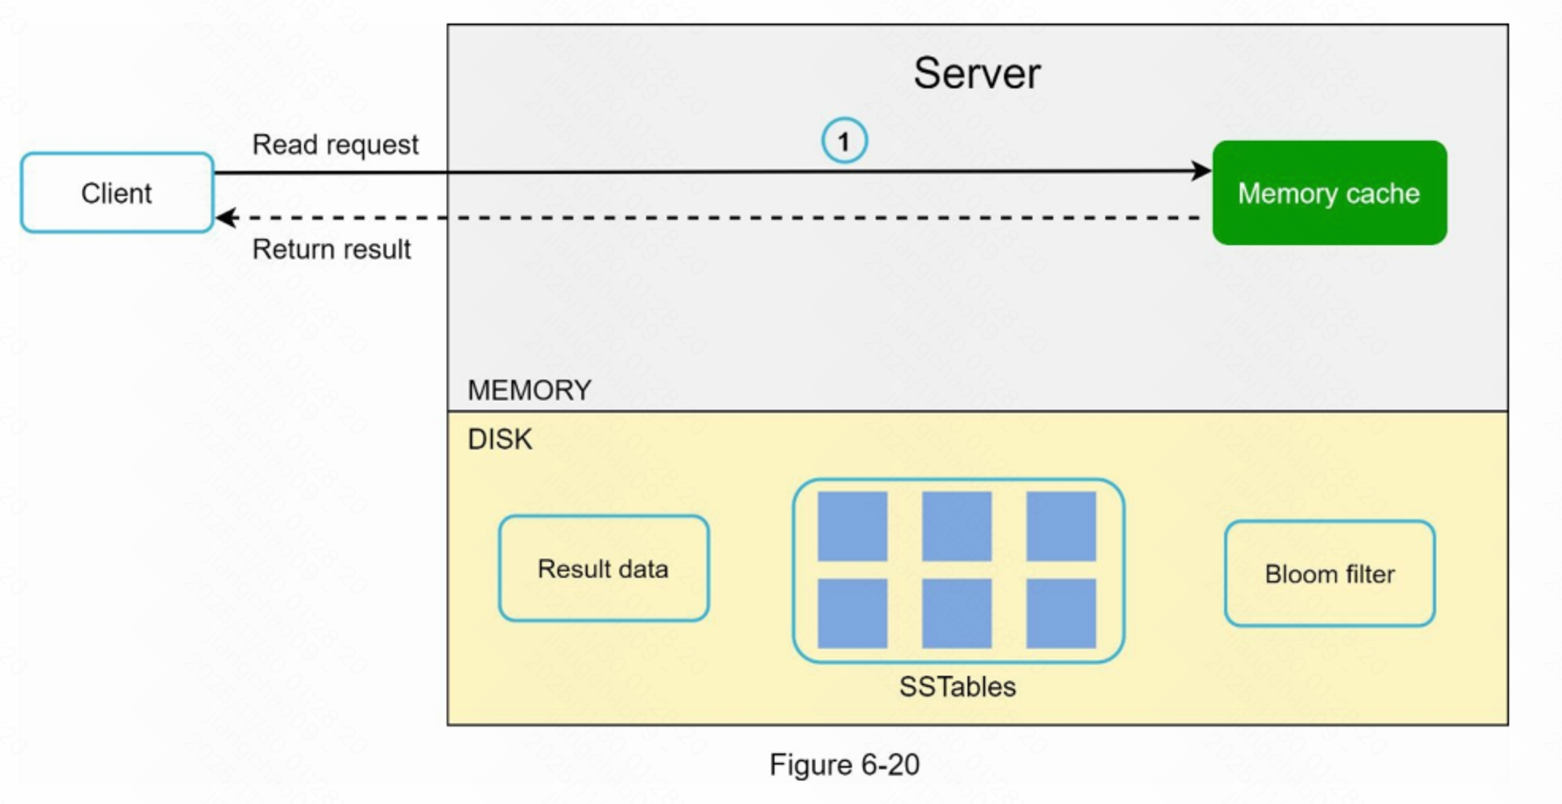 Server
Read request
1
Client
Memory cache
Return result
MEMORY
DISK
Result data
Bloom filter
SSTables
Figure 6-20